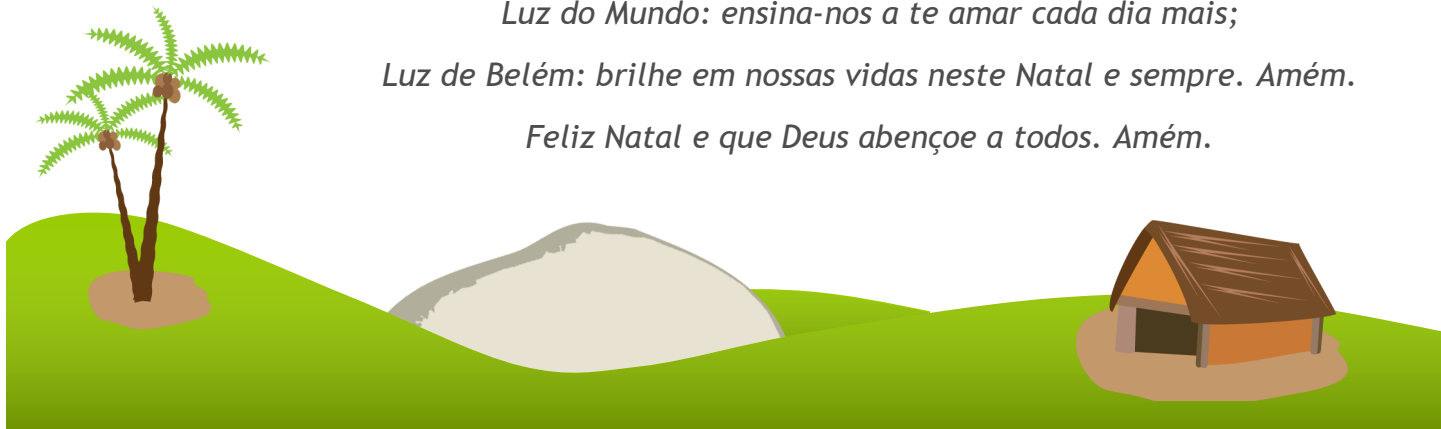 Luz do Mundo: ensina-nos a te amar cada dia mais;
Luz de Belém: brilhe em nossas vidas neste Natal e sempre. Amém.
Feliz Natal e que Deus abençoe a todos. Amém.